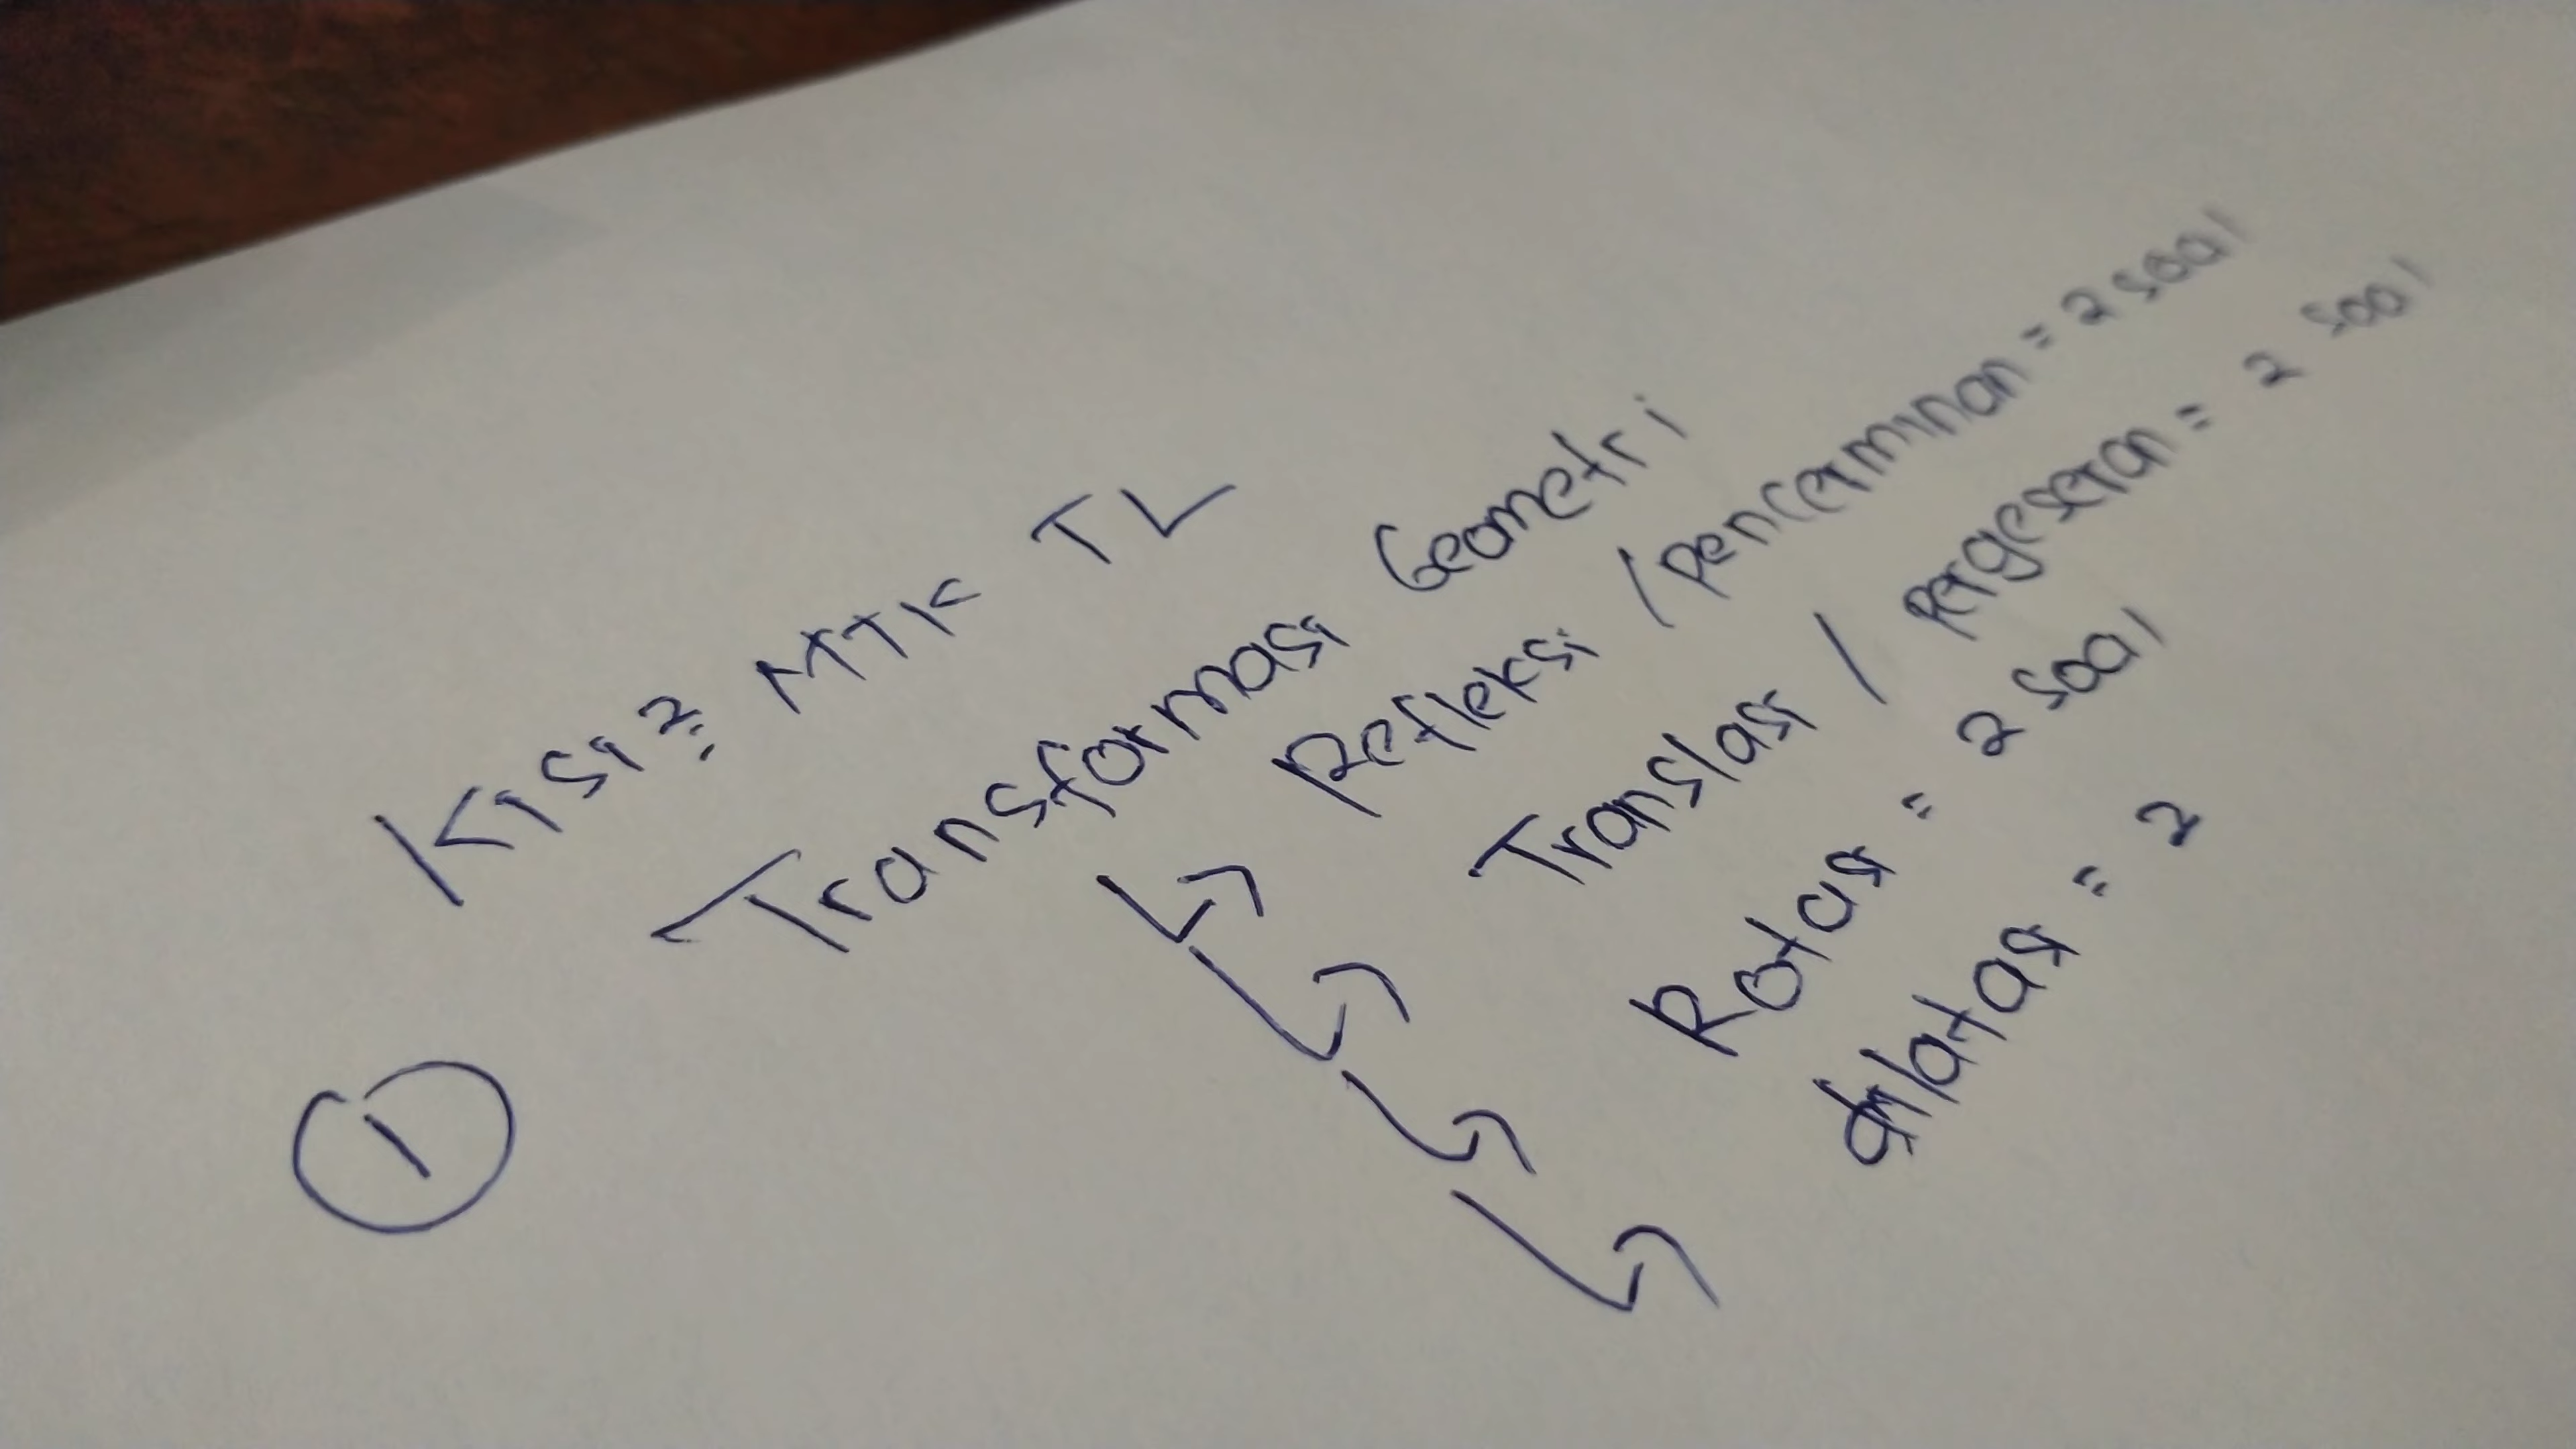 Kisi2 : MTK TL
① Transformasi Geometri
↳ Refleksi / pencerminan = 2 soal
↳ Translasi / Pergeseran = 2 soal
↳ Rotasi = 2 soal
↳ dilatasi = 2